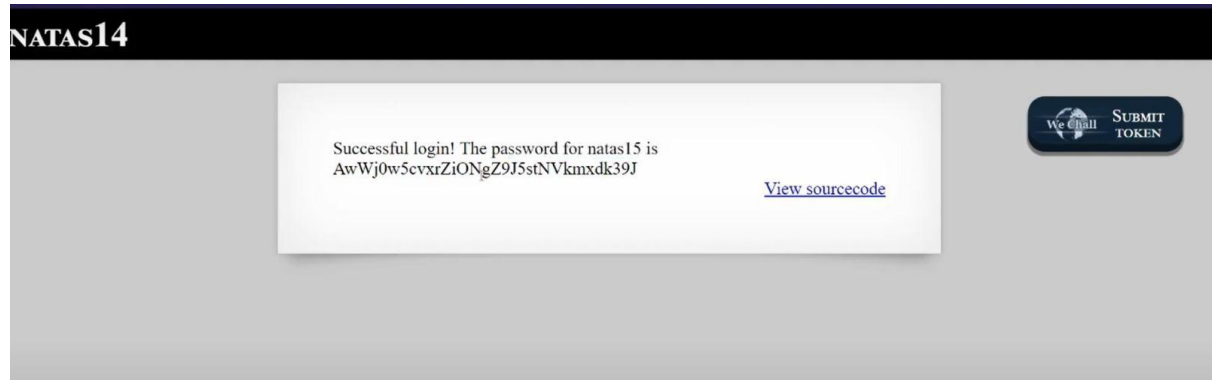 NATAS14
Successful login! The password for natas15 is
AwWj0w5cvxrZiONgZ9J5stNVkmxdk39J
View sourcecode
We Chall
SUBMIT
TOKEN